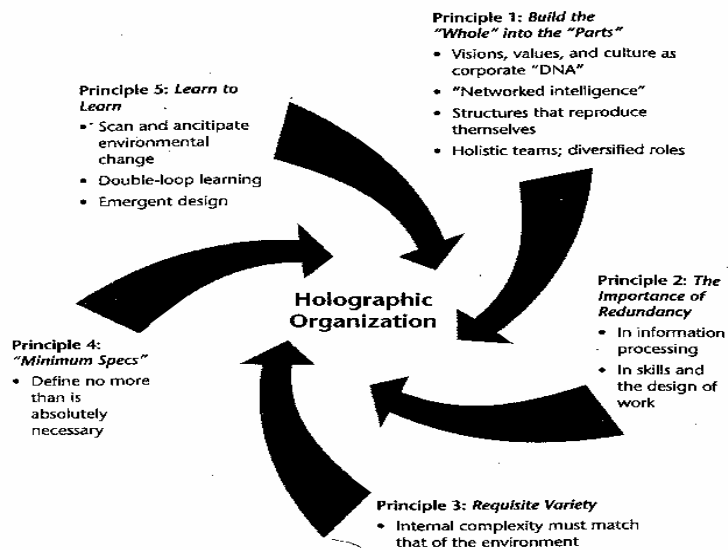 Principle 1: Build the
"Whole" into the "Parts"
• Visions, values, and culture as
corporate "DNA"
• "Networked intelligence"
• Structures that reproduce
themselves
• Holistic teams; diversified roles
Principle 2: The
Importance of
Redundancy
• In information
processing
• In skills and
the design of
work
Principle 3: Requisite Variety
• Internal complexity must match
that of the environment
Principle 4:
"Minimum Specs"
• Define no more
than is
absolutely
necessary
Principle 5: Learn to
Learn
• Scan and ancitipate
environmental
change
• Double-loop learning
• Emergent design
Holographic
Organization